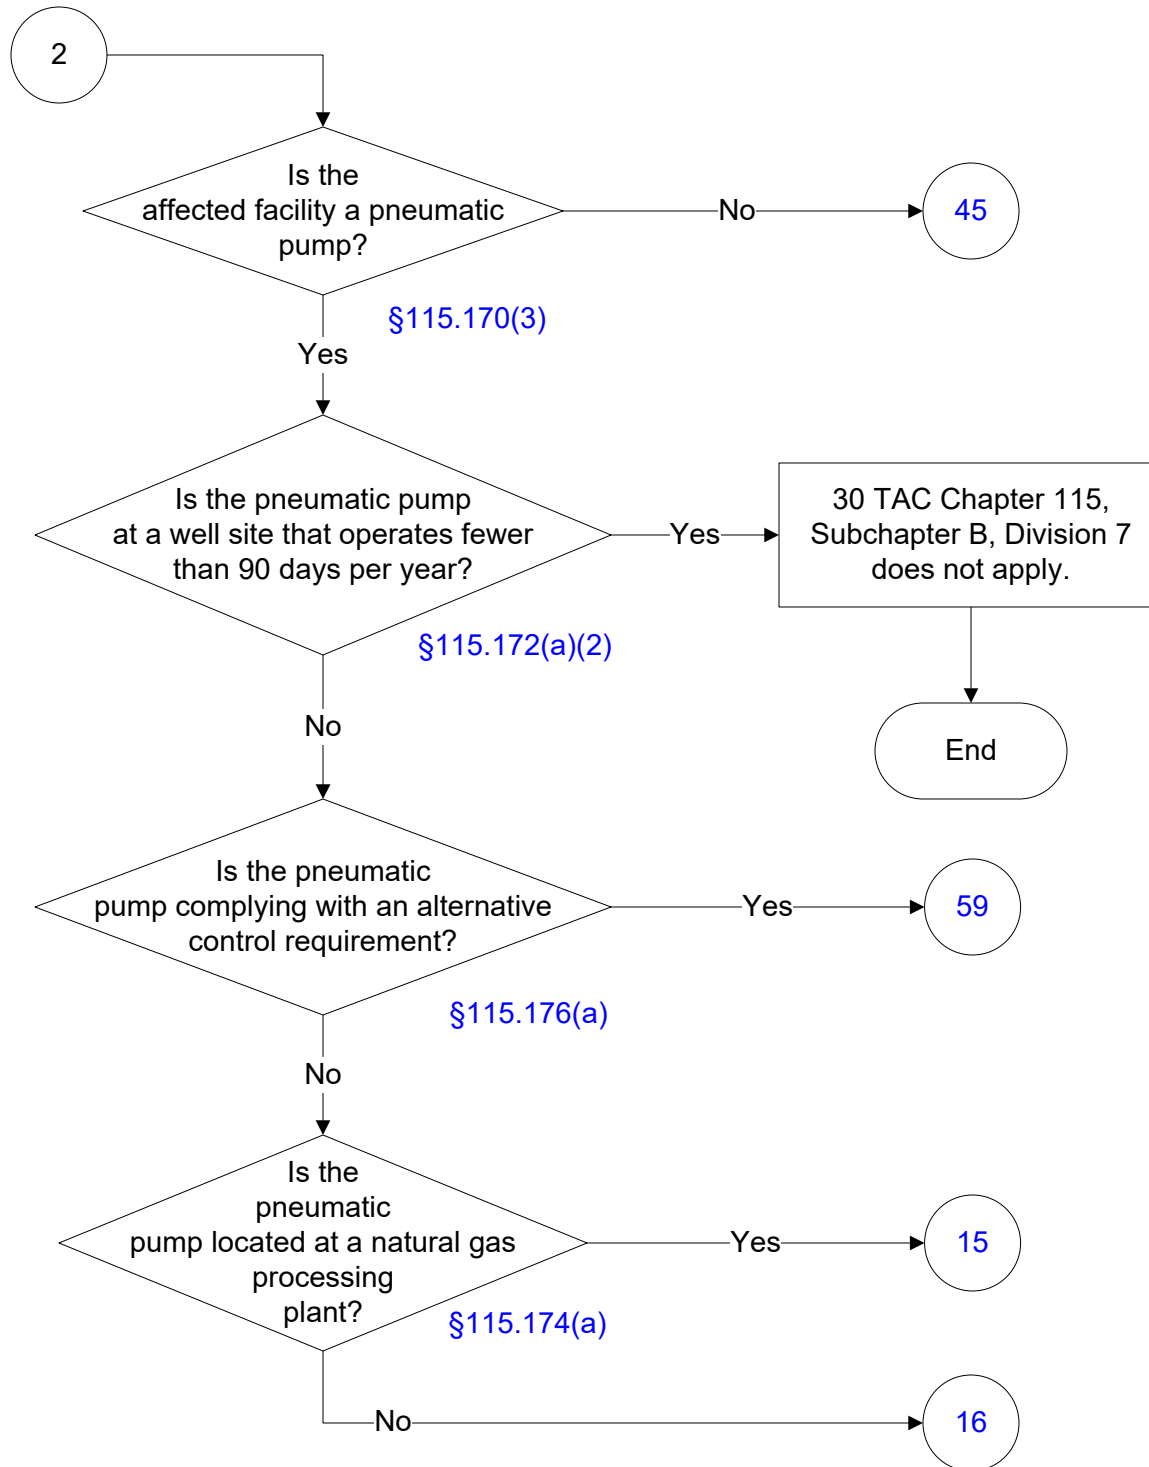 2
Is the
affected facility a pneumatic
pump?
No
45
§115.170(3)
Yes
Is the pneumatic pump
at a well site that operates fewer
than 90 days per year?
Yes
30 TAC Chapter 115,
Subchapter B, Division 7
does not apply.
§115.172(a)(2)
No
End
Is the pneumatic
pump complying with an alternative
control requirement?
Yes
59
§115.176(a)
No
Is the
pneumatic
pump located at a natural gas
processing
plant?
Yes
15
§115.174(a)
No
16